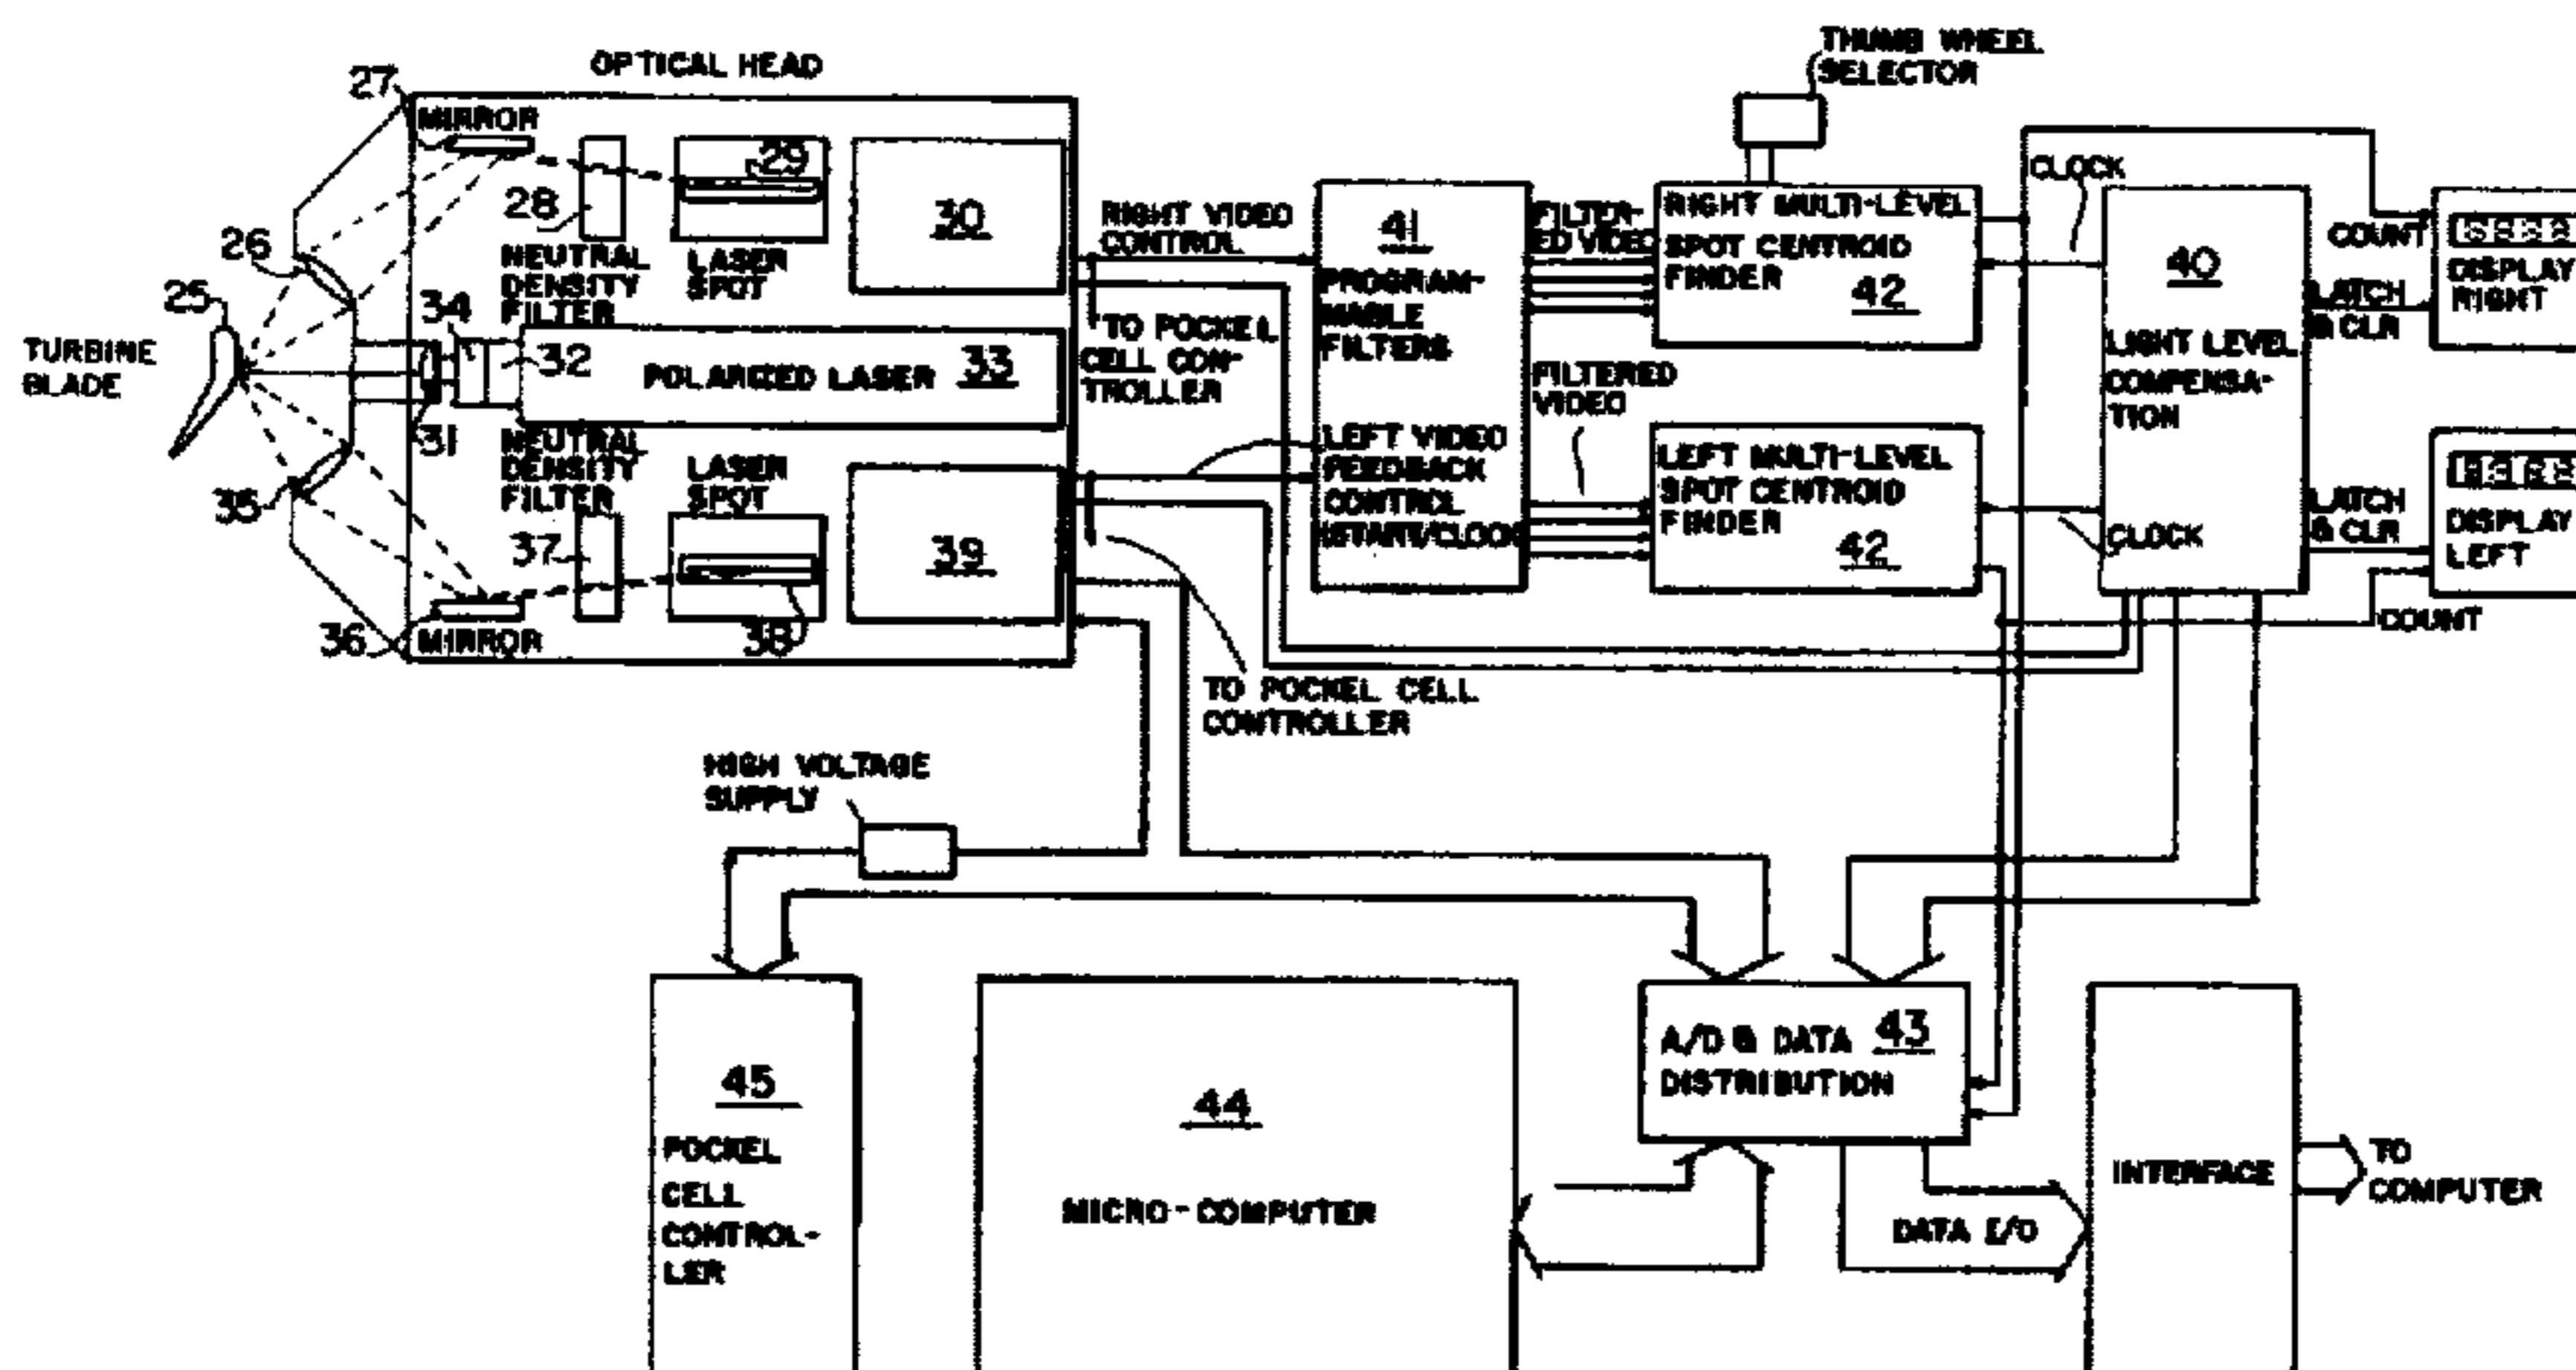 OPTICAL HEAD
27
MIRROR
28
29
30
NEUTRAL
DENSITY
FILTER
LASER
SPOT
26
25
TURBINE
BLADE
34
32
POLARIZED LASER 33
31
NEUTRAL
DENSITY
FILTER
LASER
SPOT
35
37
38
39
36
MIRROR
RIGHT VIDEO
CONTROL
TO POCKEL
CELL CON-
TROLLER
41
PROGRAM-
MABLE
FILTERS
LEFT VIDEO
FEEDBACK
CONTROL
(START/CLOCK)
TO POCKEL CELL
CONTROLLER
THUMB WHEEL
SELECTOR
FILTER-
ED VIDEO
RIGHT MULTI-LEVEL
SPOT CENTROID
FINDER
42
FILTERED
VIDEO
LEFT MULTI-LEVEL
SPOT CENTROID
FINDER
42
CLOCK
40
LIGHT LEVEL
COMPENSA-
TION
CLOCK
COUNT
LATCH
& CLR
DISPLAY
RIGHT
LATCH
& CLR
DISPLAY
LEFT
COUNT
HIGH VOLTAGE
SUPPLY
45
POCKEL
CELL
CONTROL-
LER
44
MICRO-COMPUTER
A/D & DATA 43
DISTRIBUTION
DATA I/O
INTERFACE
TO
COMPUTER